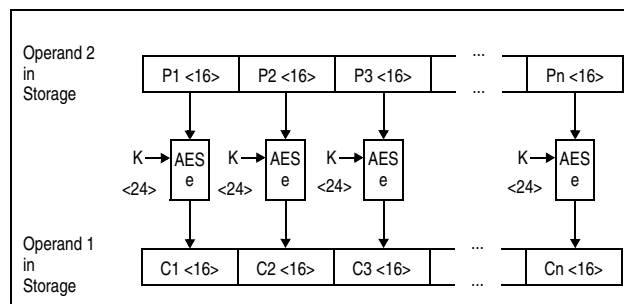 Operand 2
in
Storage
P1 <16> P2 <16> P3 <16> ... ... Pn <16>
K AES e <24> K AES e <24> K AES e <24> K AES e <24>
Operand 1
in
Storage
C1 <16> C2 <16> C3 <16> ... ... Cn <16>